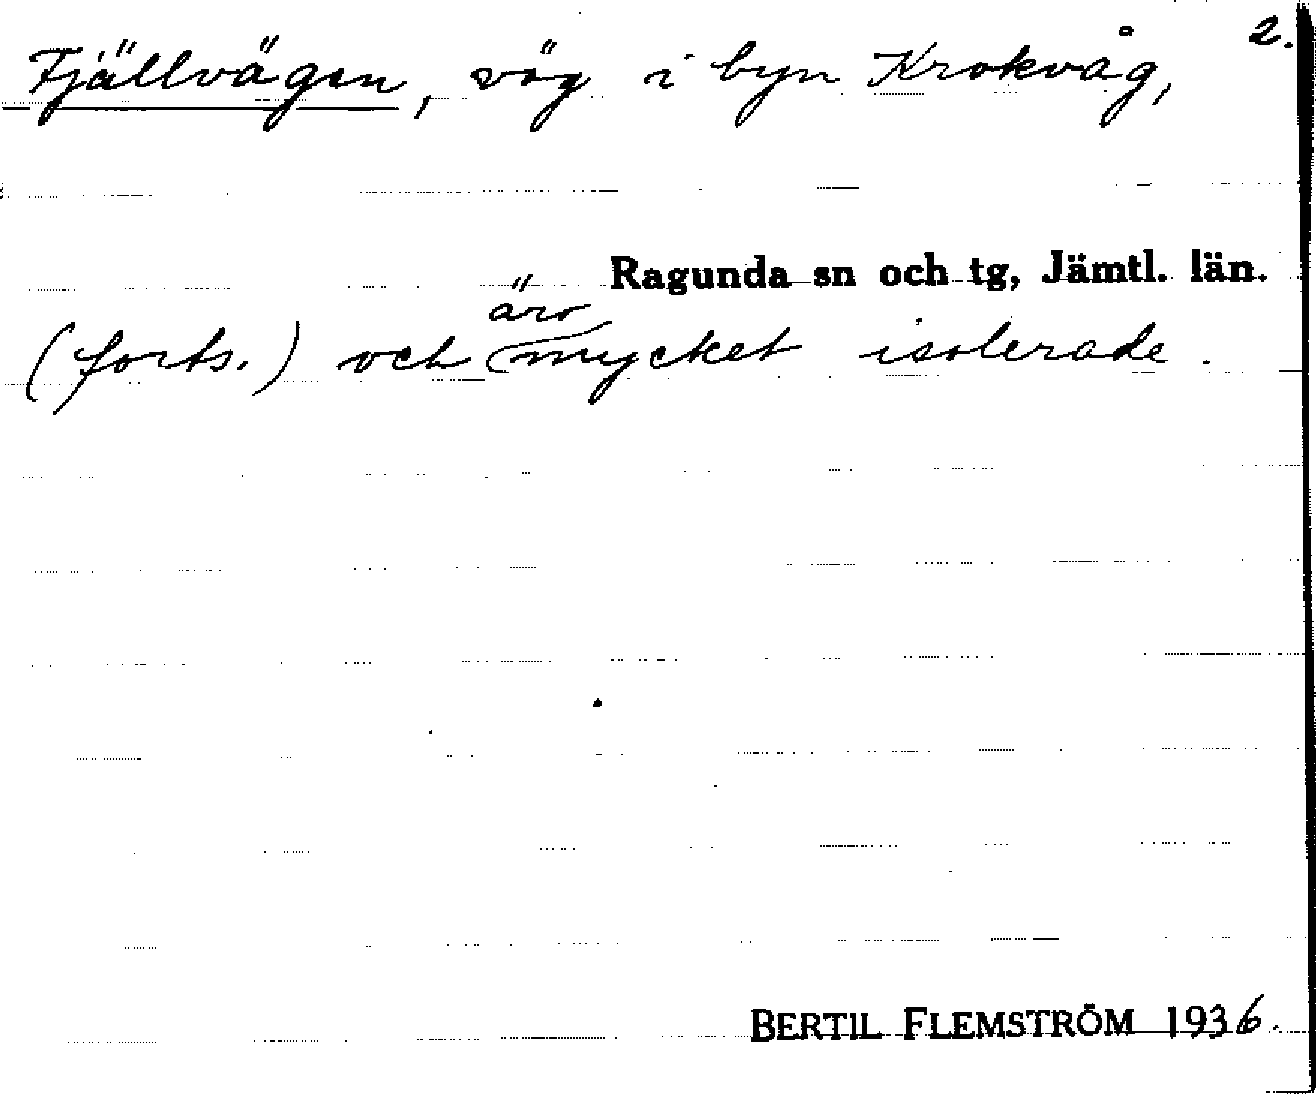 2.
Fjällvägen, väg i byn Krokvåg,
Ragunda sn och tg, Jämtl. län.
(forts.) och äro mycket isolerade.
BERTIL FLEMSTRÖM 1936.